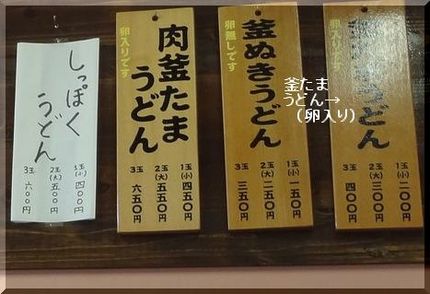 しっぽく
うどん
1玉(小)四〇〇円
2玉(大)五〇〇円
3玉 六〇〇円
卵入りです
肉釜たま
うどん
1玉(小)四五〇円
2玉(大)五五〇円
3玉 六五〇円
卵無しです
釜ぬきうどん
1玉(小)一五〇円
2玉(大)二五〇円
3玉 三五〇円
釜たま
うどん→
(卵入り)
卵入り
うどん
1玉(小)二〇〇円
2玉(大)三〇〇円
3玉 四〇〇円